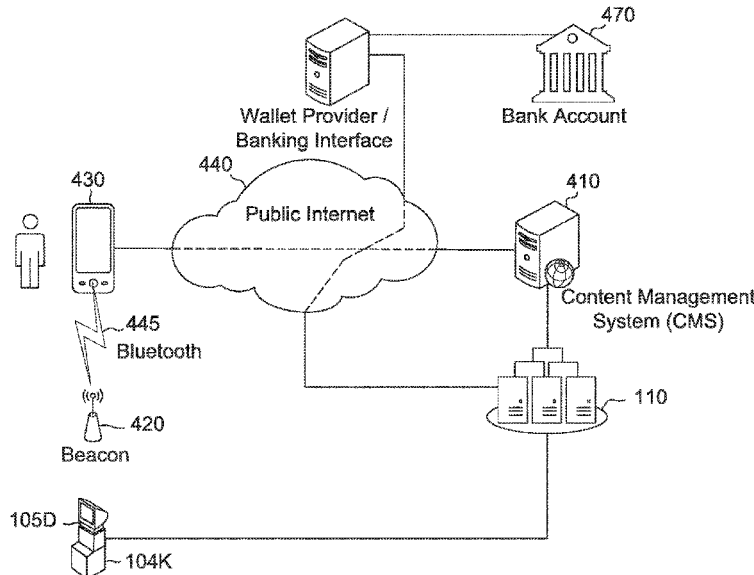 470
Wallet Provider /
Banking Interface
Bank Account
440
430
410
Public Internet
Content Management
System (CMS)
445
Bluetooth
110
420
Beacon
105D
104K